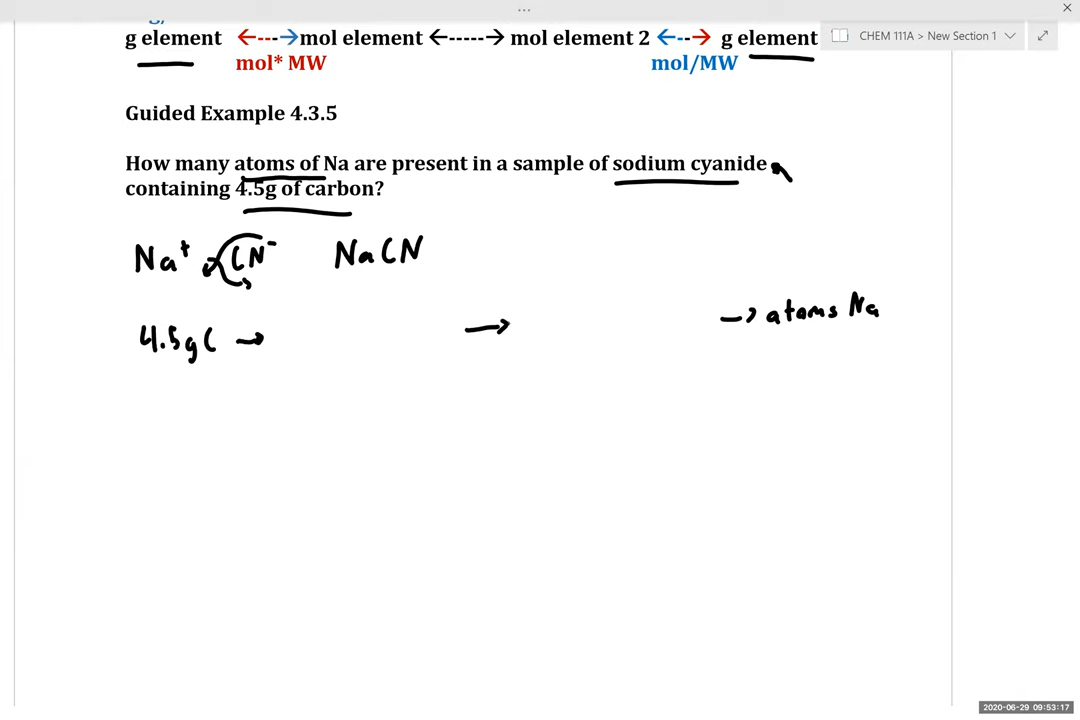 g element <---> mol element <-----> mol element 2 <---> g element
mol* MW mol/MW
CHEM 111A > New Section 1
Guided Example 4.3.5
How many atoms of Na are present in a sample of sodium cyanide
containing 4.5g of carbon?
Na⁺ CN⁻ NaCN
4.5g C → → → atoms Na
2020-06-29 09:53:17